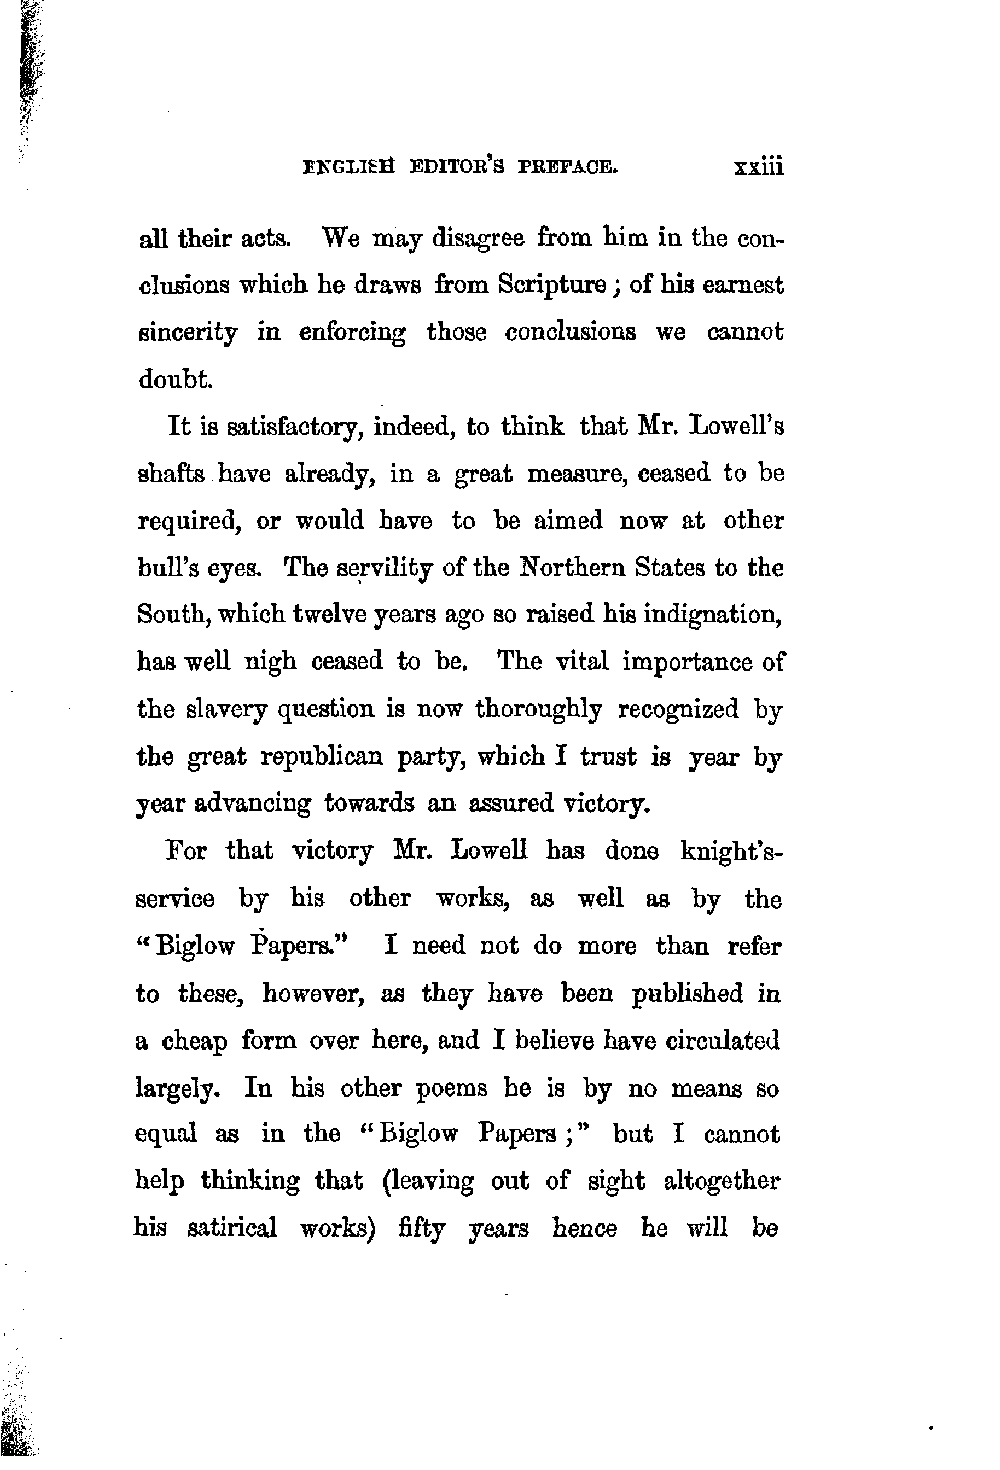 ENGLISH EDITOR'S PREFACE. xxiii
all their acts. We may disagree from him in the con-
clusions which he draws from Scripture; of his earnest
sincerity in enforcing those conclusions we cannot
doubt.
It is satisfactory, indeed, to think that Mr. Lowell's
shafts have already, in a great measure, ceased to be
required, or would have to be aimed now at other
bull's eyes. The servility of the Northern States to the
South, which twelve years ago so raised his indignation,
has well nigh ceased to be. The vital importance of
the slavery question is now thoroughly recognized by
the great republican party, which I trust is year by
year advancing towards an assured victory.
For that victory Mr. Lowell has done knight's-
service by his other works, as well as by the
"Biglow Papers." I need not do more than refer
to these, however, as they have been published in
a cheap form over here, and I believe have circulated
largely. In his other poems he is by no means so
equal as in the "Biglow Papers;" but I cannot
help thinking that (leaving out of sight altogether
his satirical works) fifty years hence he will be